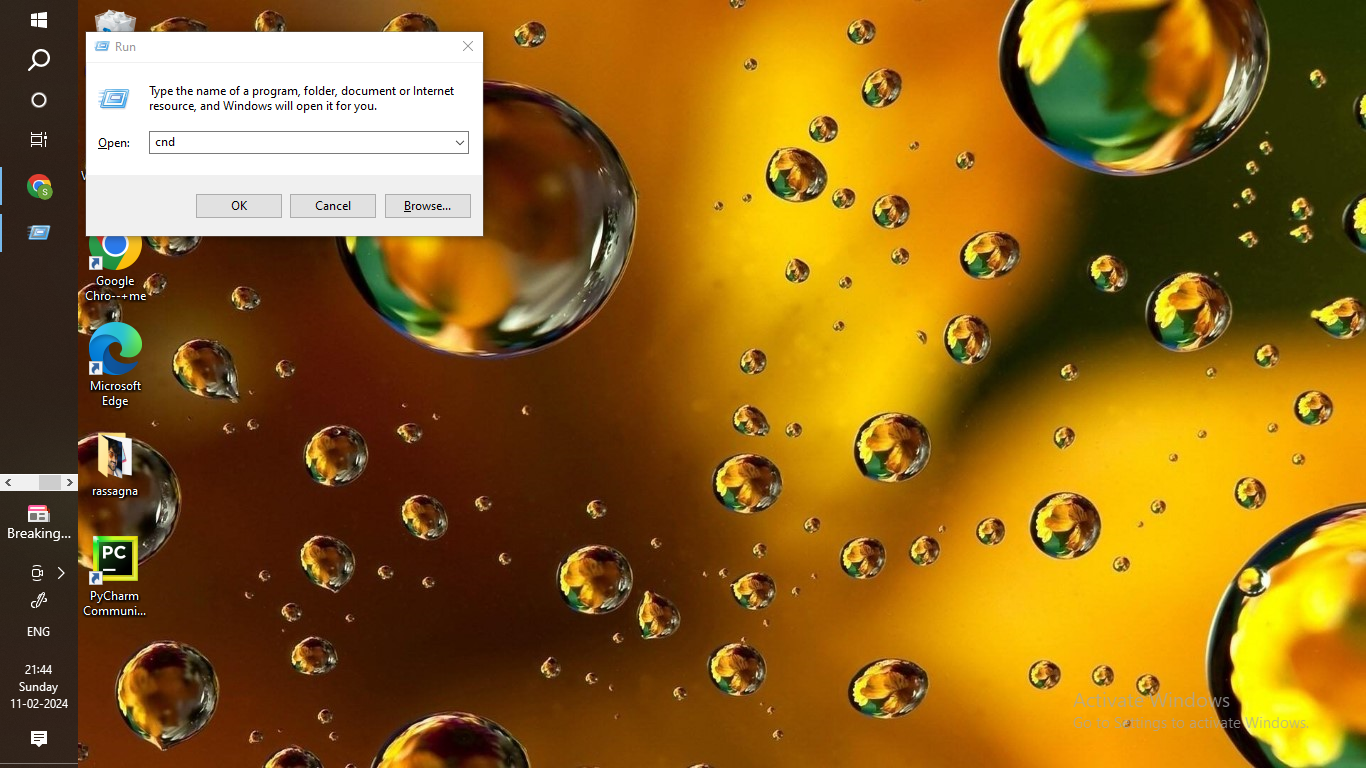 Run
Type the name of a program, folder, document or Internet
resource, and Windows will open it for you.
Open:
cnd
OK
Cancel
Browse...
S
Google
Chro--+me
Microsoft
Edge
rassagna
PC
PyCharm
Communi...
Breaking...
ENG
21:44
Sunday
11-02-2024
Activate Windows
Go to Settings to activate Windows.